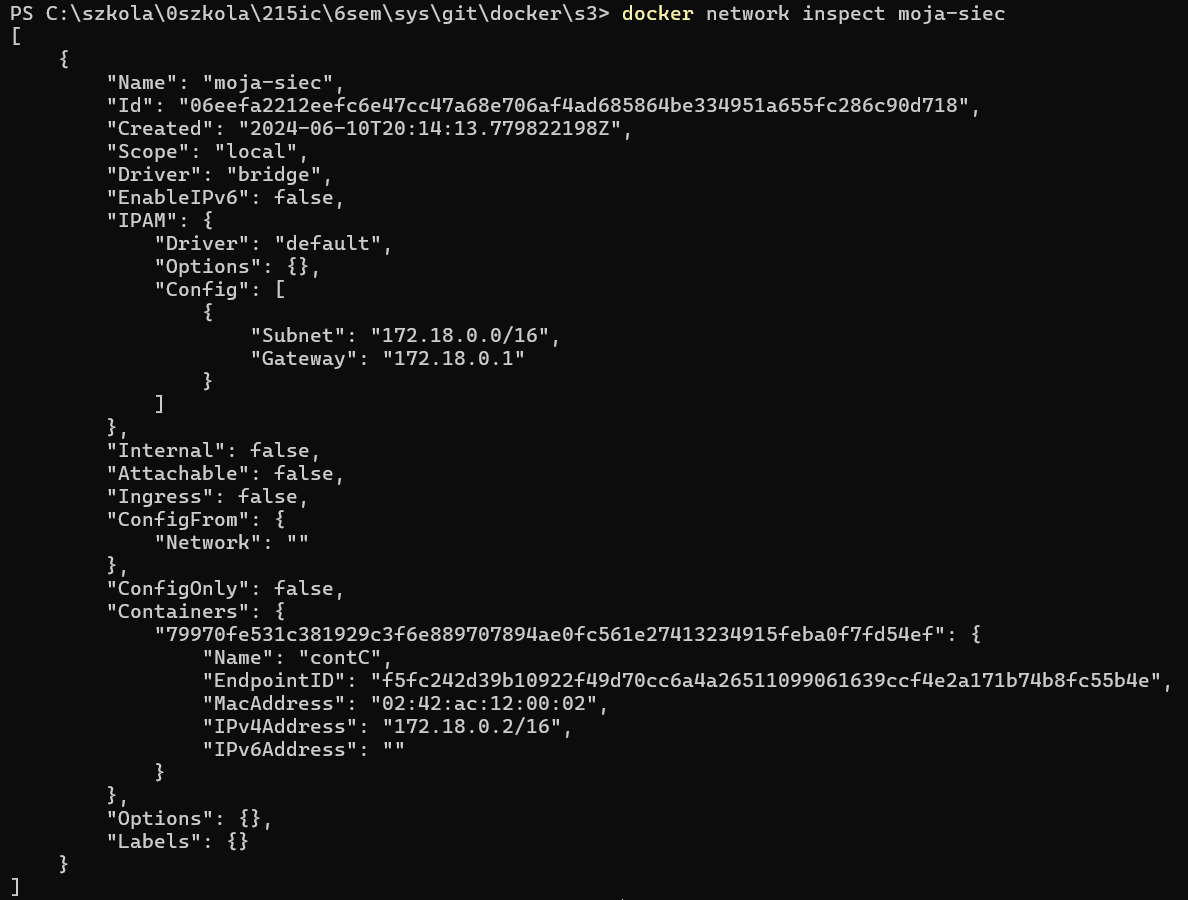 PS C:\szkola\0szkola\215ic\6sem\sys\git\docker\s3> docker network inspect moja-siec
[
    {
        "Name": "moja-siec",
        "Id": "06eefa2212eefc6e47cc47a68e706af4ad685864be334951a655fc286c90d718",
        "Created": "2024-06-10T20:14:13.779822198Z",
        "Scope": "local",
        "Driver": "bridge",
        "EnableIPv6": false,
        "IPAM": {
            "Driver": "default",
            "Options": {},
            "Config": [
                {
                    "Subnet": "172.18.0.0/16",
                    "Gateway": "172.18.0.1"
                }
            ]
        },
        "Internal": false,
        "Attachable": false,
        "Ingress": false,
        "ConfigFrom": {
            "Network": ""
        },
        "ConfigOnly": false,
        "Containers": {
            "79970fe531c381929c3f6e889707894ae0fc561e27413234915feba0f7fd54ef": {
                "Name": "contC",
                "EndpointID": "f5fc242d39b10922f49d70cc6a4a26511099061639ccf4e2a171b74b8fc55b4e",
                "MacAddress": "02:42:ac:12:00:02",
                "IPv4Address": "172.18.0.2/16",
                "IPv6Address": ""
            }
        },
        "Options": {},
        "Labels": {}
    }
]